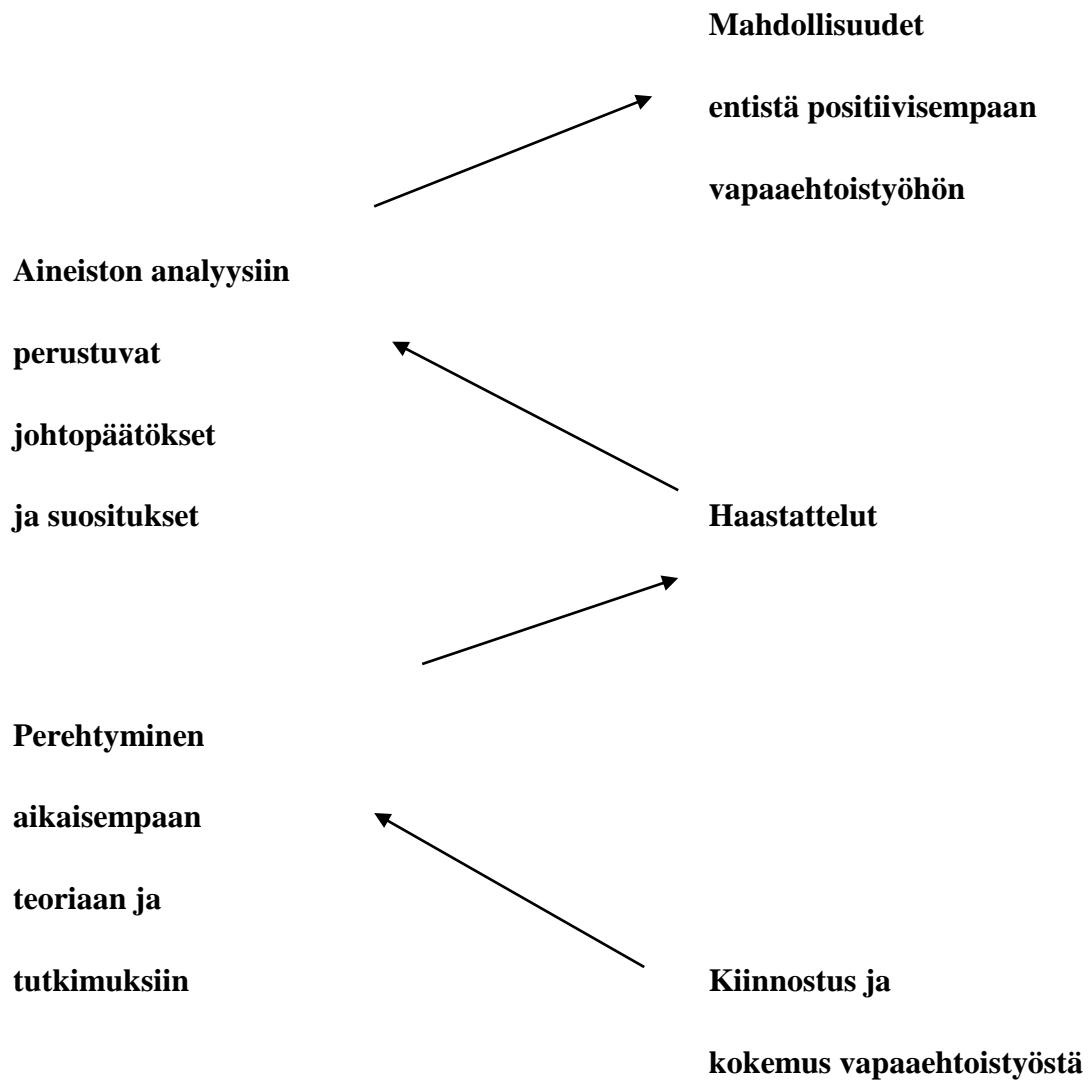 Mahdollisuudet
entistä positiivisempaan
vapaaehtoistyöhön
Aineiston analyysiin
perustuvat
johtopäätökset
ja suositukset
Haastattelut
Perehtyminen
aikaisempaan
teoriaan ja
tutkimuksiin
Kiinnostus ja
kokemus vapaaehtoistyöstä